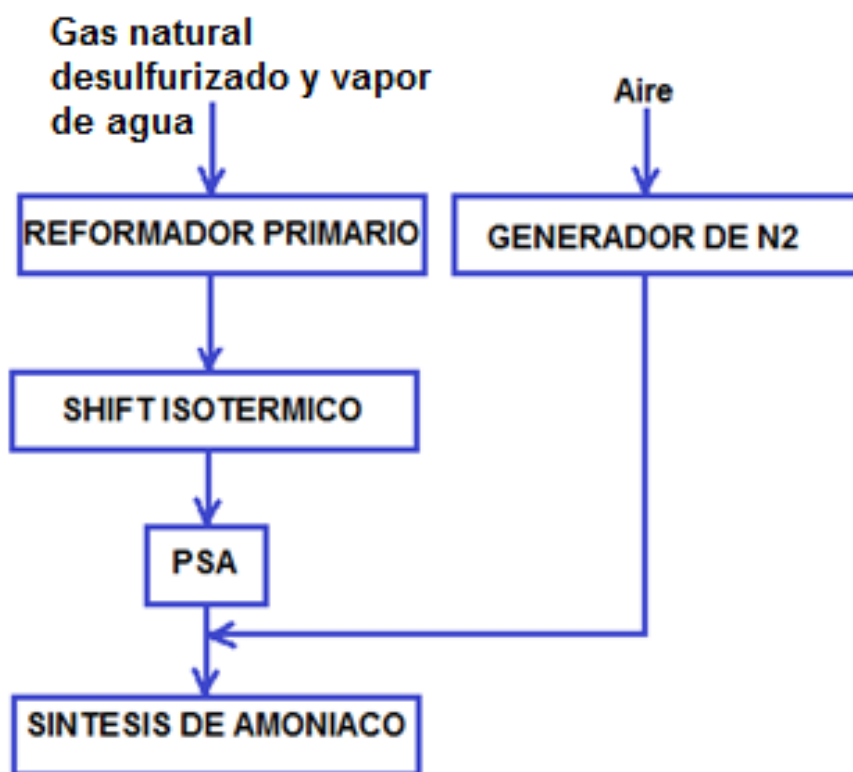 Gas natural
desulfurizado y vapor
de agua
Aire
REFORMADOR PRIMARIO
GENERADOR DE N2
SHIFT ISOTERMICO
PSA
SINTESIS DE AMONIACO